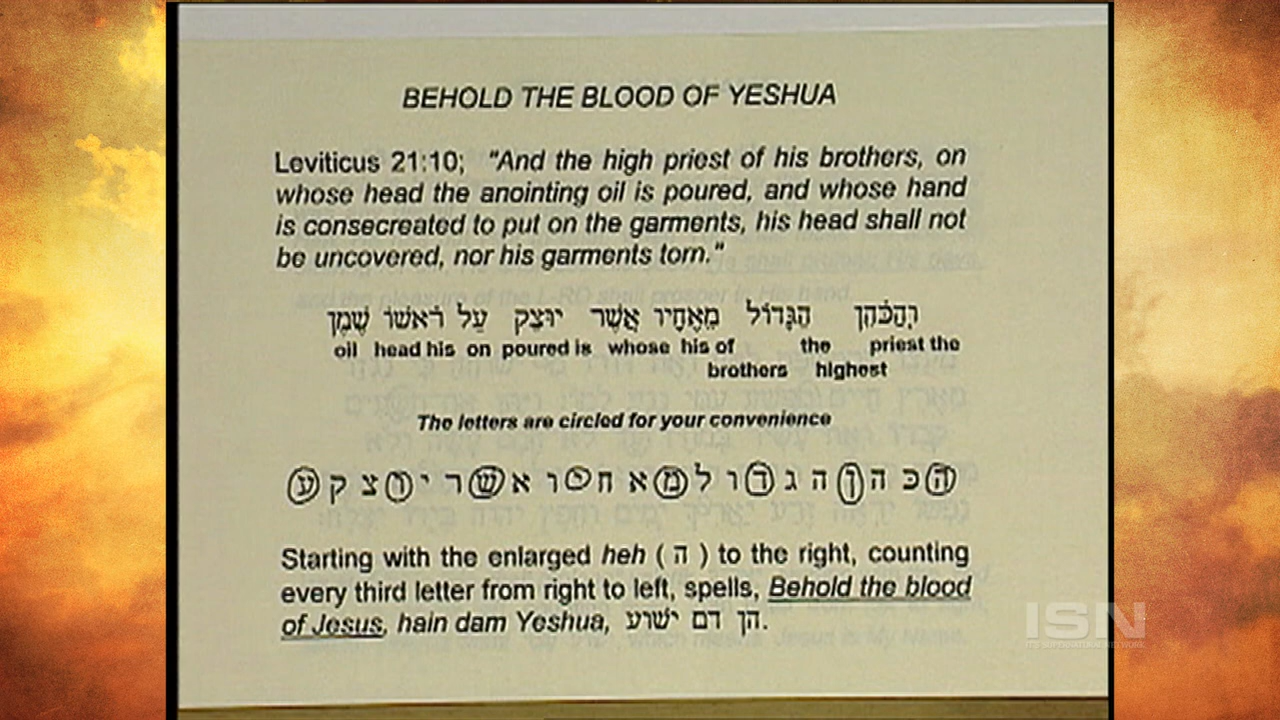 BEHOLD THE BLOOD OF YESHUA
Leviticus 21:10; "And the high priest of his brothers, on
whose head the anointing oil is poured, and whose hand
is consecreated to put on the garments, his head shall not
be uncovered, nor his garments torn."
וְהַכֹּהֵן הַגָּדוֹל מֵאֶחָיו אֲשֶׁר יוּצַק עַל רֹאשׁוֹ שֶׁמֶן
oil head his on poured is whose his of the priest the
brothers highest
The letters are circled for your convenience
ה כ ה ן ה ג ד ו ל מ א ח י ו א ש ר י ו צ ק ע
Starting with the enlarged heh ( ה ) to the right, counting
every third letter from right to left, spells, Behold the blood
of Jesus, hain dam Yeshua, הן דם ישוע.
ISN
IT'S SUPERNATURAL NETWORK